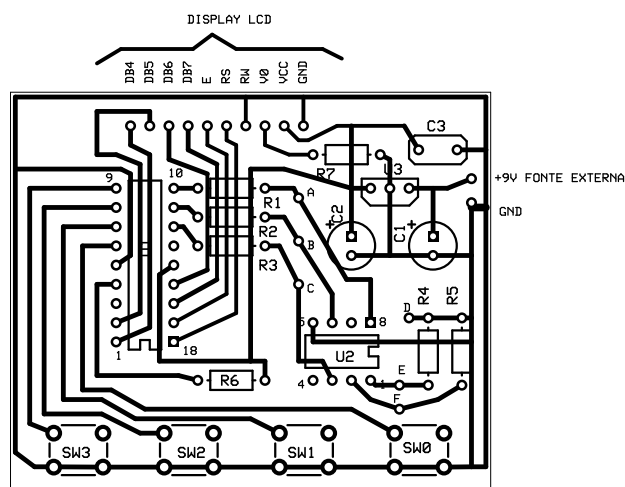 DISPLAY LCD
DB4 DB5 DB6 DB7 E RS RW V0 VCC GND
C3
R7
U3
+9V FONTE EXTERNA
GND
9
10
R1
R2
R3
A
B
C
C2
+
C1
+
1
18
5
8
U2
4
1
D
R4
R5
E
F
R6
SW3
SW2
SW1
SW0